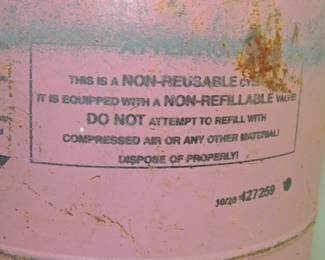 ATTENTION
THIS IS A NON-REUSABLE
IT IS EQUIPPED WITH A NON-REFILLABLE VALVE!
DO NOT ATTEMPT TO REFILL WITH
COMPRESSED AIR OR ANY OTHER MATERIAL!
DISPOSE OF PROPERLY!
10/20 427259